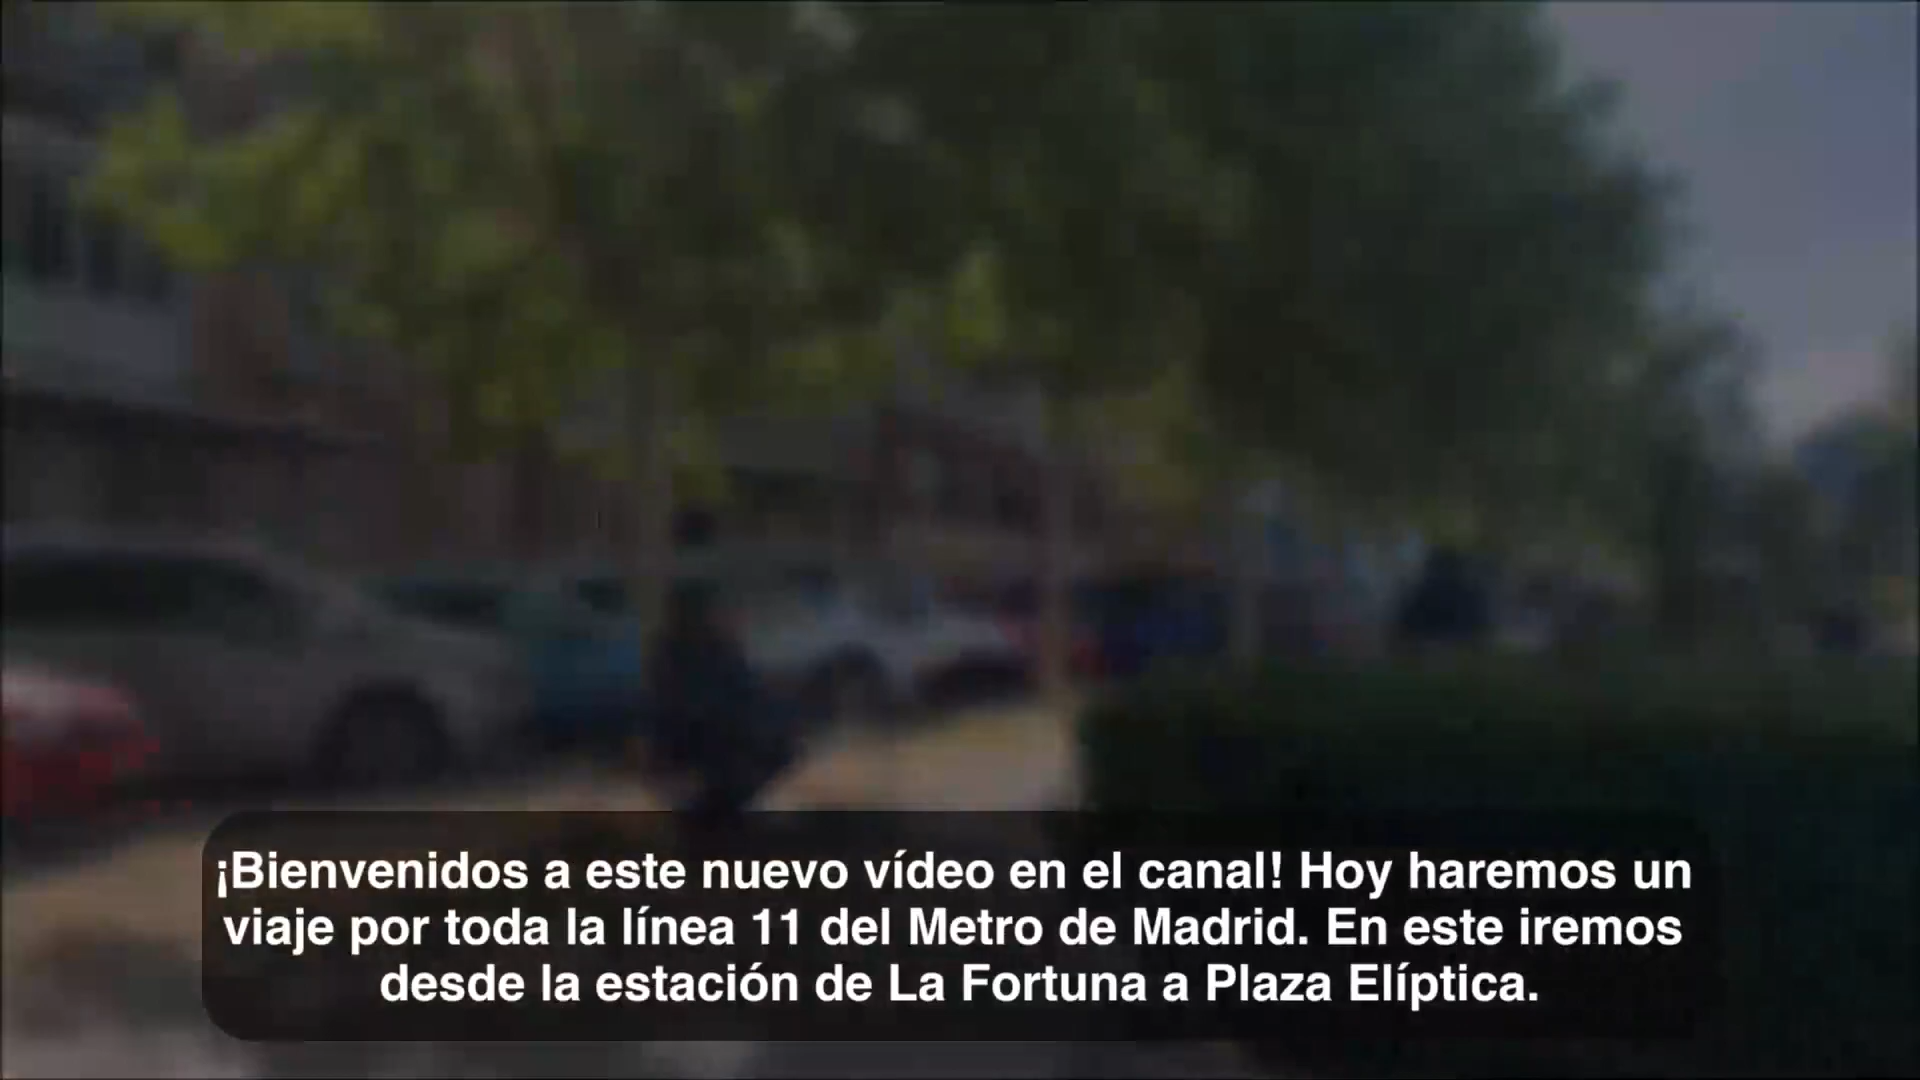 ¡Bienvenidos a este nuevo vídeo en el canal! Hoy haremos un
viaje por toda la línea 11 del Metro de Madrid. En este iremos
desde la estación de La Fortuna a Plaza Elíptica.